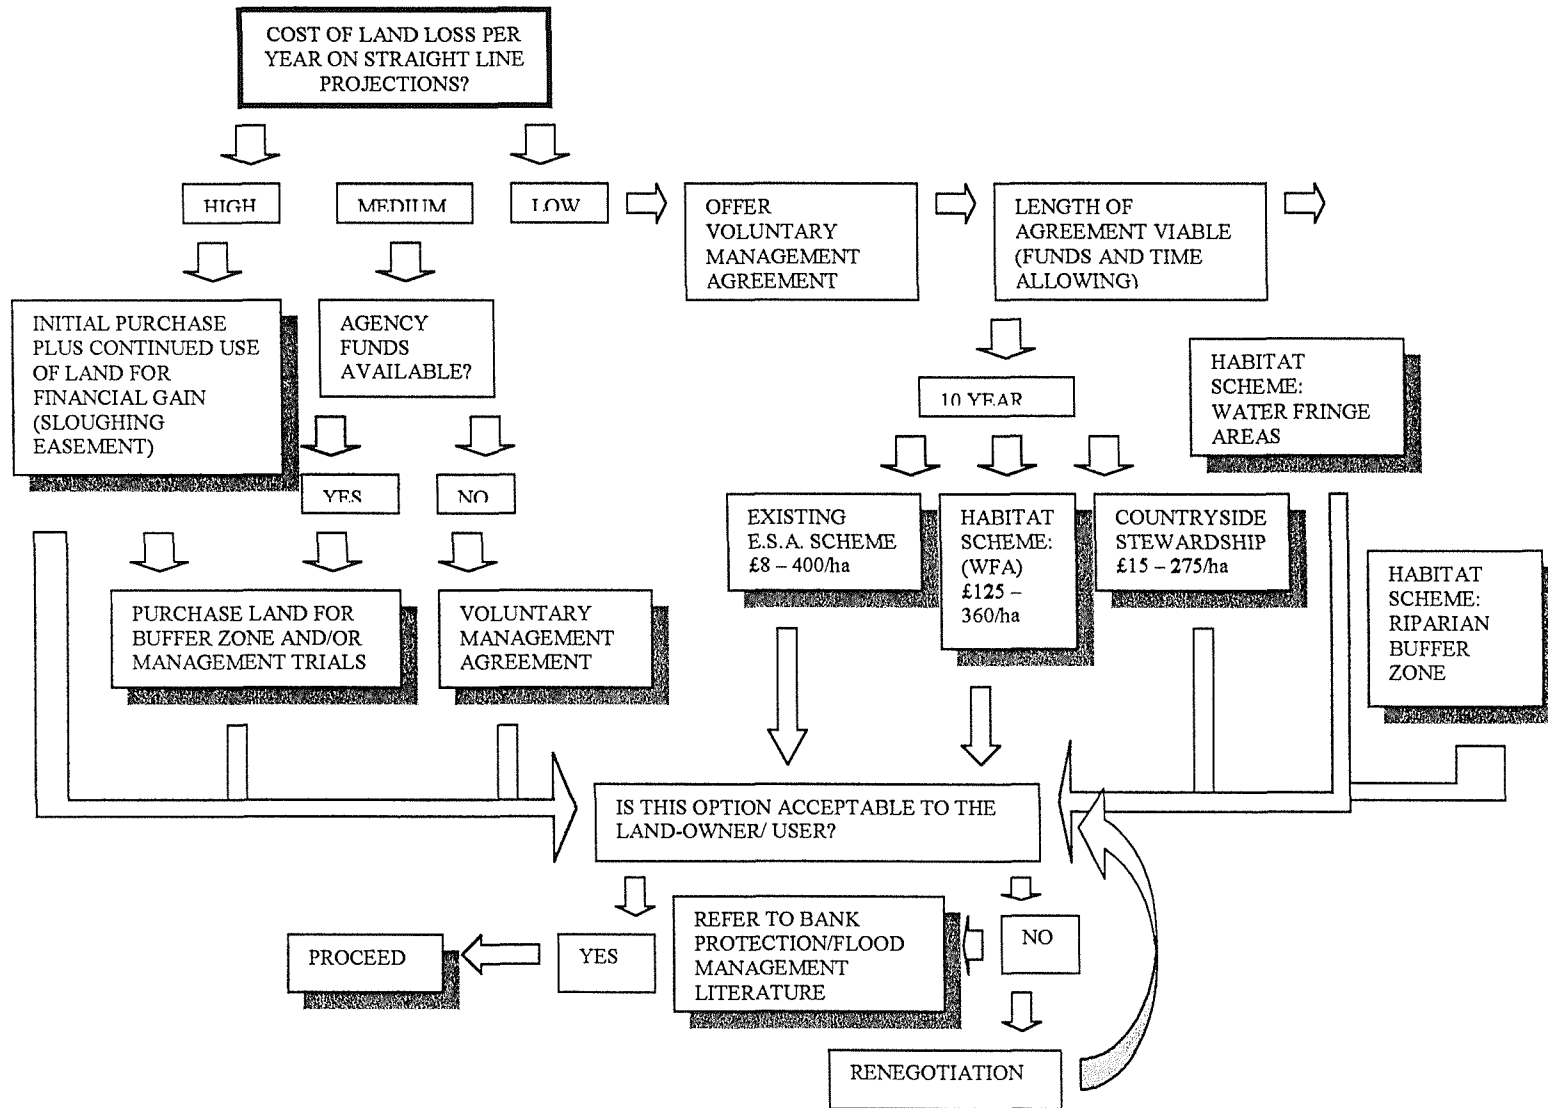 COST OF LAND LOSS PER
YEAR ON STRAIGHT LINE
PROJECTIONS?
HIGH
MEDIUM
LOW
OFFER
VOLUNTARY
MANAGEMENT
AGREEMENT
LENGTH OF
AGREEMENT VIABLE
(FUNDS AND TIME
ALLOWING)
INITIAL PURCHASE
PLUS CONTINUED USE
OF LAND FOR
FINANCIAL GAIN
(SLOUGHING
EASEMENT)
AGENCY
FUNDS
AVAILABLE?
10 YEAR
HABITAT
SCHEME:
WATER FRINGE
AREAS
YES
NO
EXISTING
E.S.A. SCHEME
£8 – 400/ha
HABITAT
SCHEME:
(WFA)
£125 –
360/ha
COUNTRYSIDE
STEWARDSHIP
£15 – 275/ha
HABITAT
SCHEME:
RIPARIAN
BUFFER
ZONE
PURCHASE LAND FOR
BUFFER ZONE AND/OR
MANAGEMENT TRIALS
VOLUNTARY
MANAGEMENT
AGREEMENT
IS THIS OPTION ACCEPTABLE TO THE
LAND-OWNER/ USER?
PROCEED
YES
REFER TO BANK
PROTECTION/FLOOD
MANAGEMENT
LITERATURE
NO
RENEGOTIATION